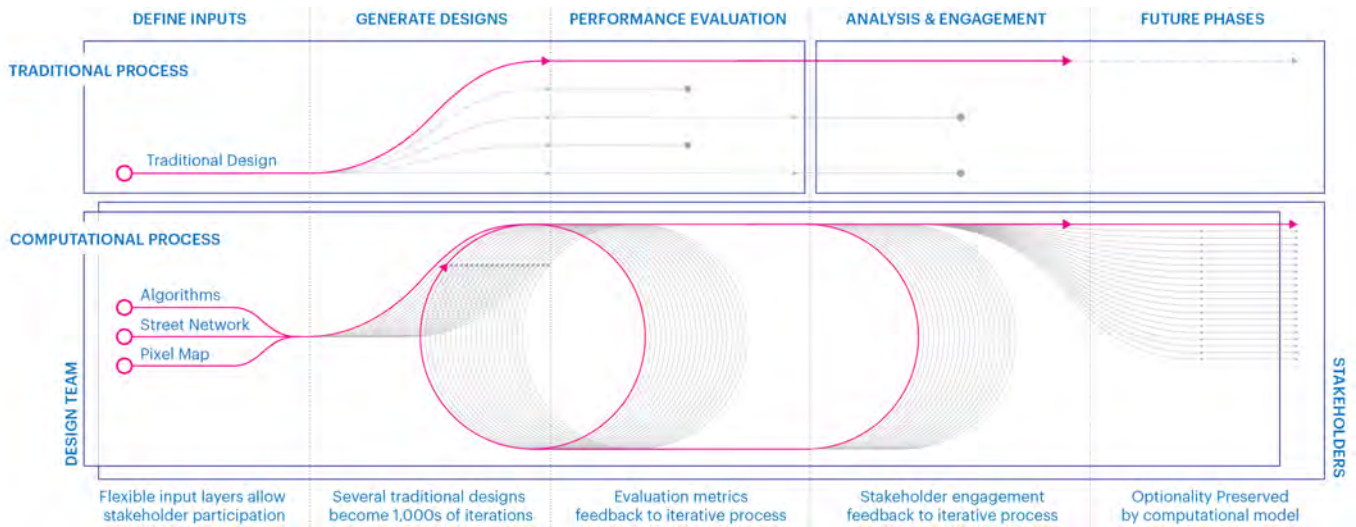 DEFINE INPUTS
GENERATE DESIGNS
PERFORMANCE EVALUATION
ANALYSIS & ENGAGEMENT
FUTURE PHASES
TRADITIONAL PROCESS
Traditional Design
COMPUTATIONAL PROCESS
Algorithms
Street Network
Pixel Map
DESIGN TEAM
STAKEHOLDERS
Flexible input layers allow
stakeholder participation
Several traditional designs
become 1,000s of iterations
Evaluation metrics
feedback to iterative process
Stakeholder engagement
feedback to iterative process
Optionality Preserved
by computational model